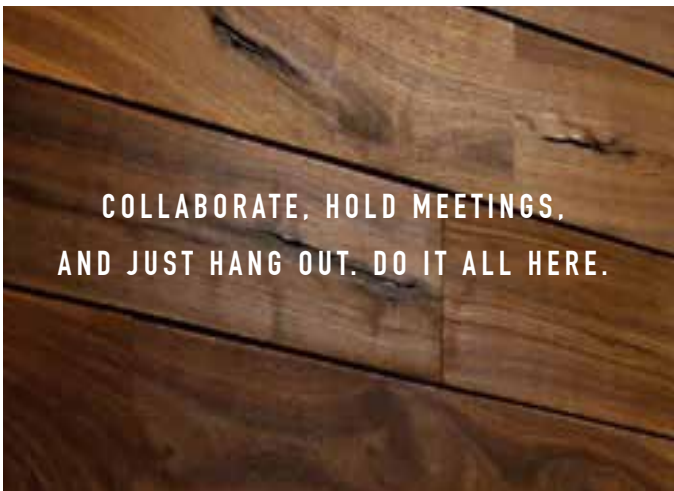 COLLABORATE, HOLD MEETINGS,
AND JUST HANG OUT. DO IT ALL HERE.